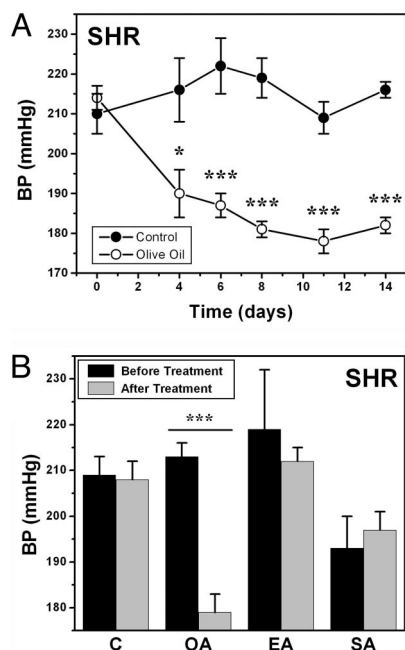 A
SHR
230
220
210
200
190
180
170
BP (mmHg)
*
***
***
***
***
Control
Olive Oil
0 2 4 6 8 10 12 14
Time (days)
B
Before Treatment
After Treatment
SHR
***
230
220
210
200
190
180
BP (mmHg)
C OA EA SA